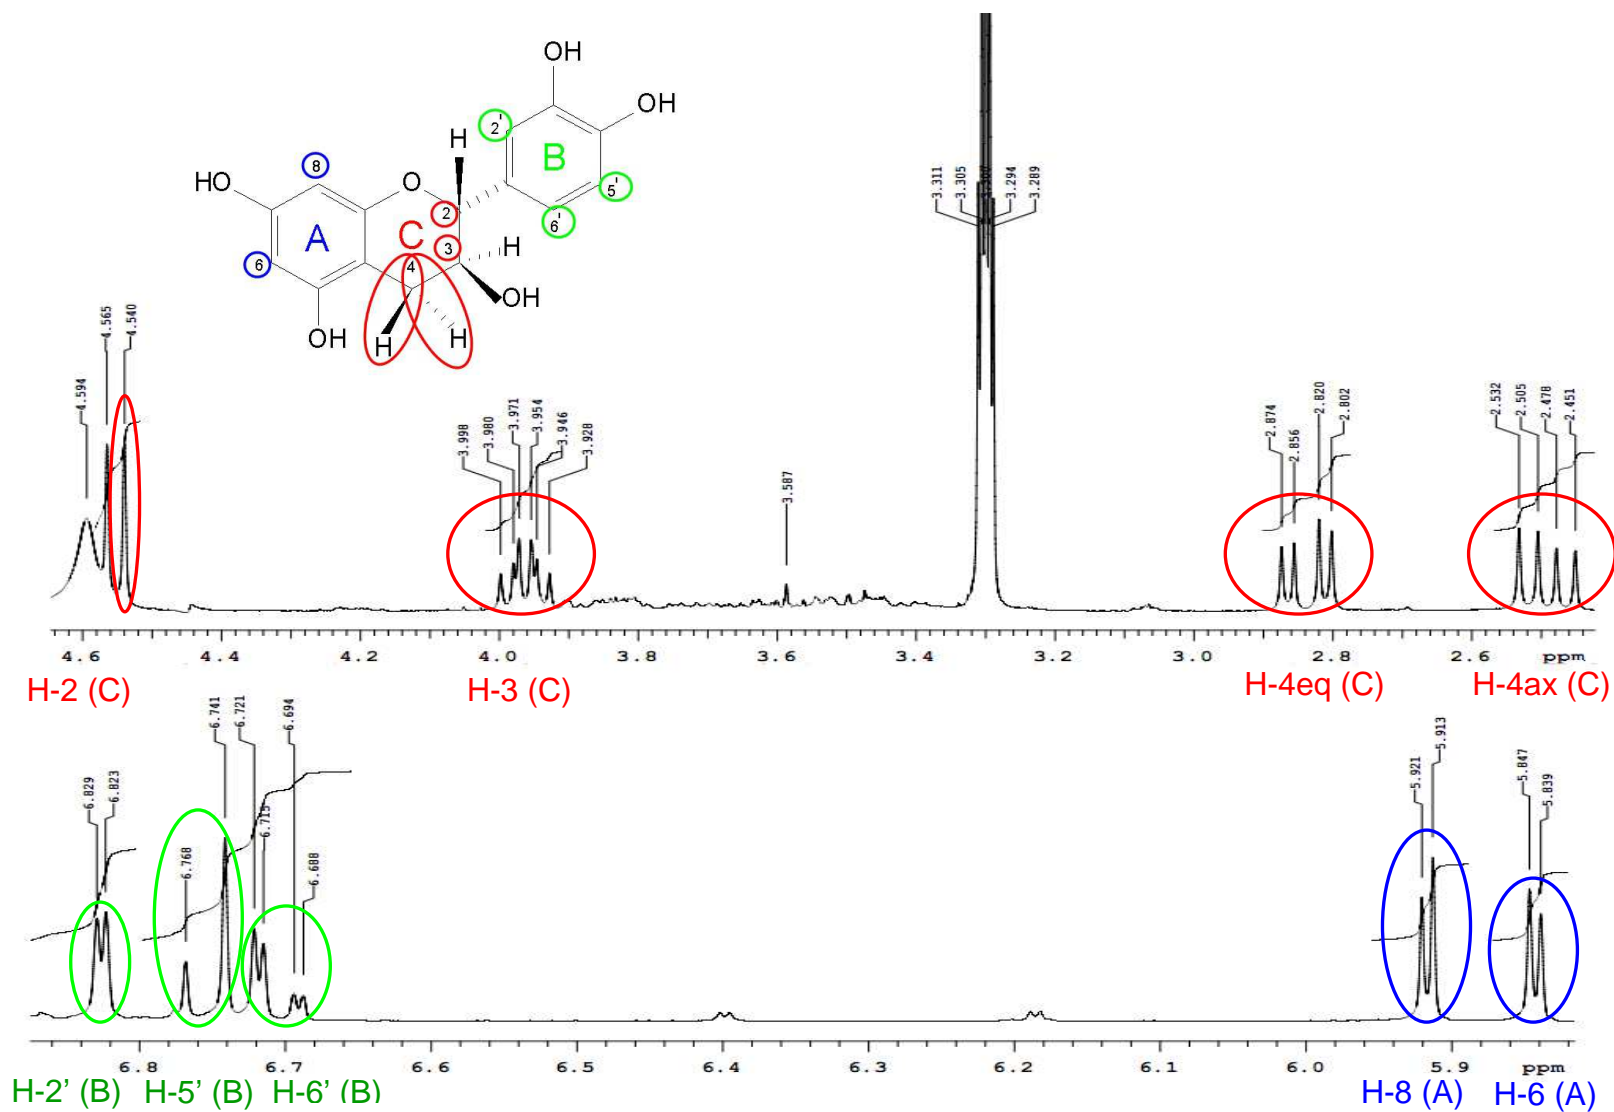 OH
OH
H
2'
B
8
HO
O
5'
2
6'
A
C
3
H
6
4
OH
OH
H
H
3.311
3.305
3.294
3.289
4.565
4.540
4.594
3.998
3.980
3.971
3.954
3.946
3.928
3.587
2.874
2.856
2.820
2.802
2.532
2.505
2.478
2.451
4.6 4.4 4.2 4.0 3.8 3.6 3.4 3.2 3.0 2.8 2.6 ppm
H-2 (C) H-3 (C) H-4eq (C) H-4ax (C)
6.829
6.823
6.768
6.741
6.721
6.715
6.694
6.688
5.921
5.913
5.847
5.839
6.8 6.7 6.6 6.5 6.4 6.3 6.2 6.1 6.0 5.9 ppm
H-2’ (B) H-5’ (B) H-6’ (B) H-8 (A) H-6 (A)